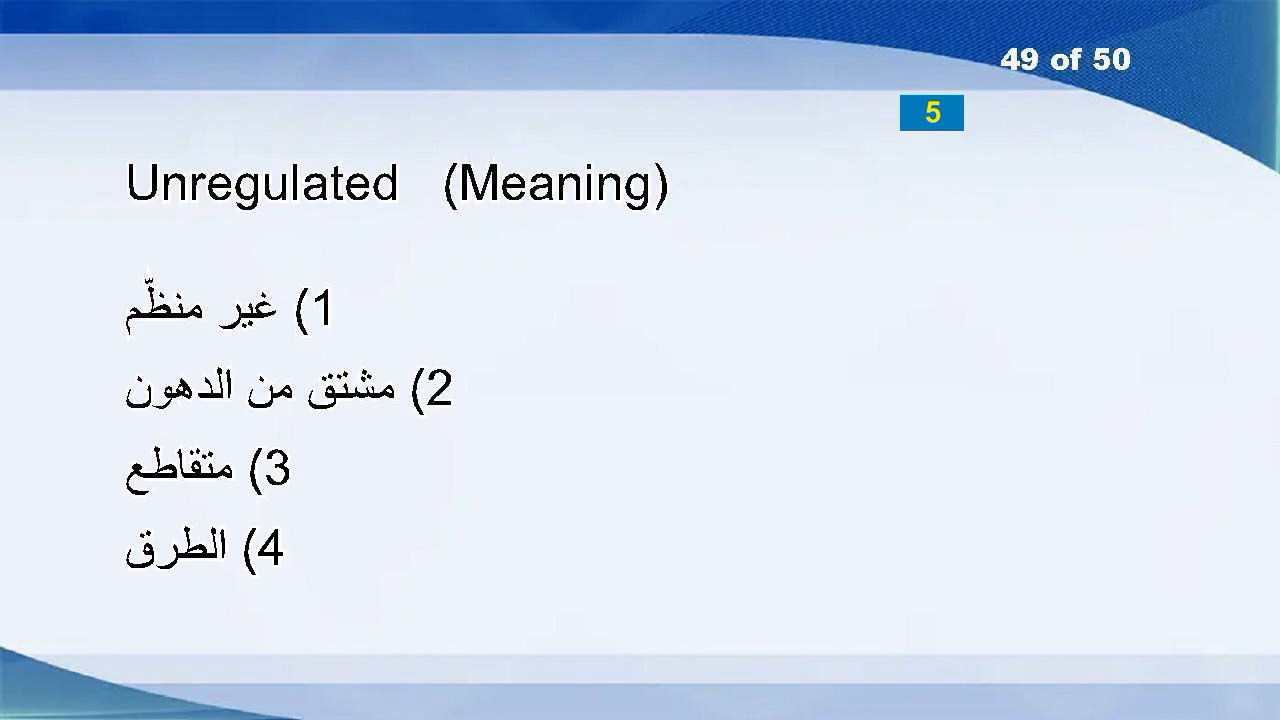 49 of 50
5
Unregulated (Meaning)
1) غير منظّم
2) مشتق من الدهون
3) متقاطع
4) الطرق